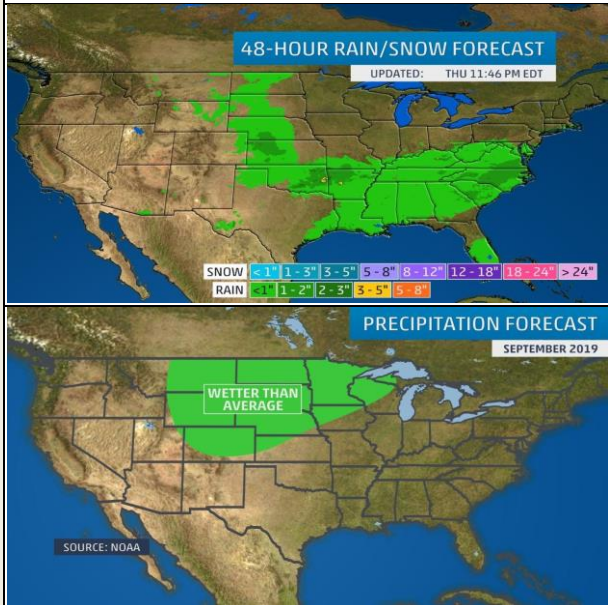 48-HOUR RAIN/SNOW FORECAST
UPDATED: THU 11:46 PM EDT
SNOW <1" 1 - 3" 3 - 5" 5 - 8" 8 - 12" 12 - 18" 18 - 24" > 24"
RAIN <1" 1 - 2" 2 - 3" 3 - 5" 5 - 8"
PRECIPITATION FORECAST
SEPTEMBER 2019
WETTER THAN
AVERAGE
SOURCE: NOAA